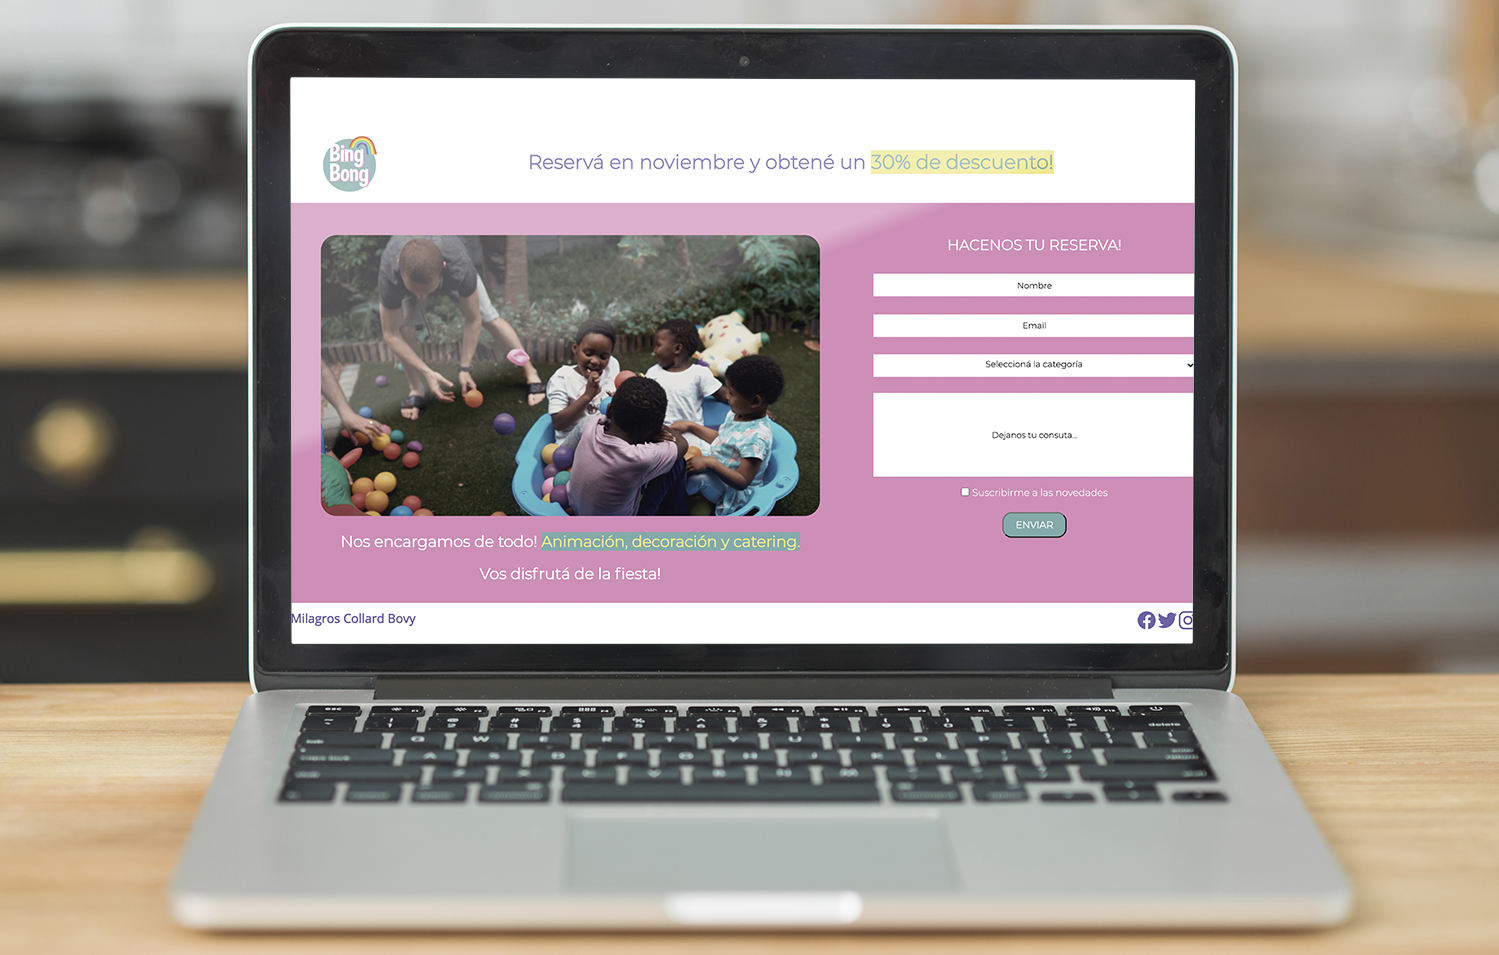 Bing
Bong
Reservá en noviembre y obtené un 30% de descuento!
HACENOS TU RESERVA!
Nombre
Email
Seleccioná la categoría
Dejanos tu consuta...
Suscribirme a las novedades
ENVIAR
Nos encargamos de todo! Animación, decoración y catering.
Vos disfrutá de la fiesta!
Milagros Collard Bovy